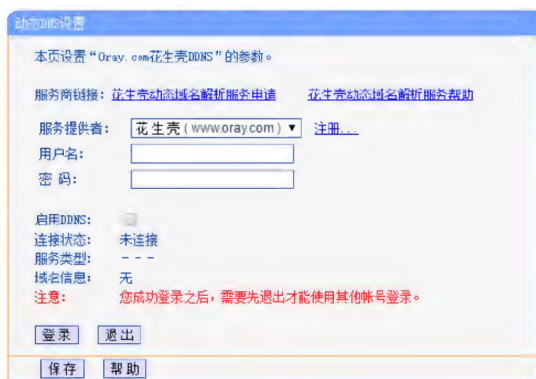 动态DNS设置
本页设置“Oray.com花生壳DDNS”的参数。
服务商链接: 花生壳动态域名解析服务申请 花生壳动态域名解析服务帮助
服务提供者: 花生壳(www.oray.com) 注册...
用户名:
密 码:
启用DDNS:
连接状态: 未连接
服务类型: - - -
域名信息: 无
注意: 您成功登录之后，需要先退出才能使用其他帐号登录。
登录 退出
保存 帮助